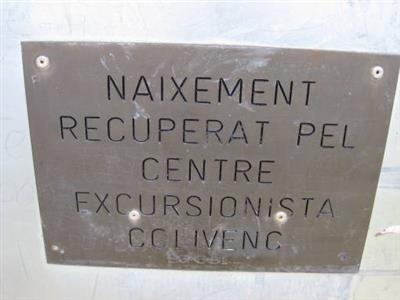 NAIXEMENT
RECUPERAT PEL
CENTRE
EXCURSIONiSTA
COLIVENC